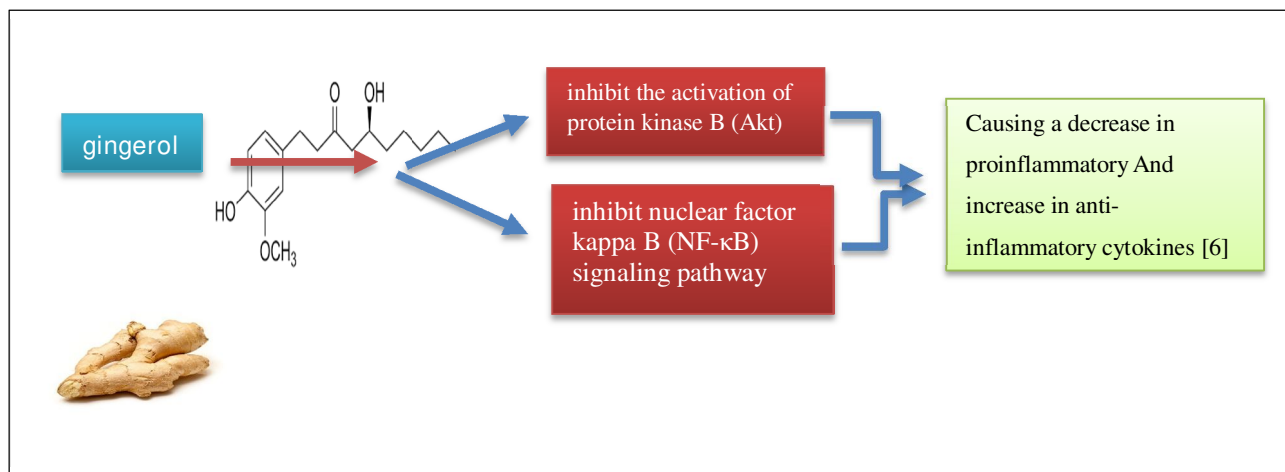 gingerol
O
OH
HO
OCH3
inhibit the activation of
protein kinase B (Akt)
inhibit nuclear factor
kappa B (NF-κB)
signaling pathway
Causing a decrease in
proinflammatory And
increase in anti-
inflammatory cytokines [6]